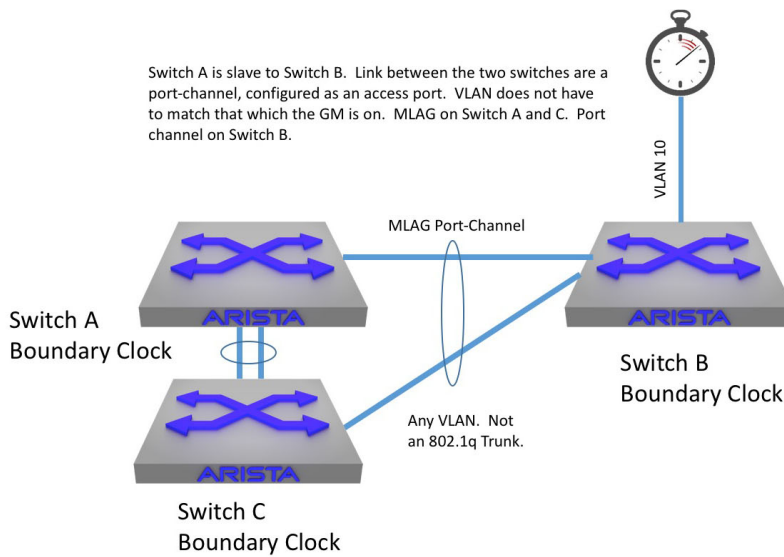 Switch A is slave to Switch B.  Link between the two switches are a
port-channel, configured as an access port.  VLAN does not have
to match that which the GM is on.  MLAG on Switch A and C.  Port
channel on Switch B.
VLAN 10
MLAG Port-Channel
ARISTA
ARISTA
Switch A
Boundary Clock
Switch B
Boundary Clock
Any VLAN.  Not
an 802.1q Trunk.
ARISTA
Switch C
Boundary Clock